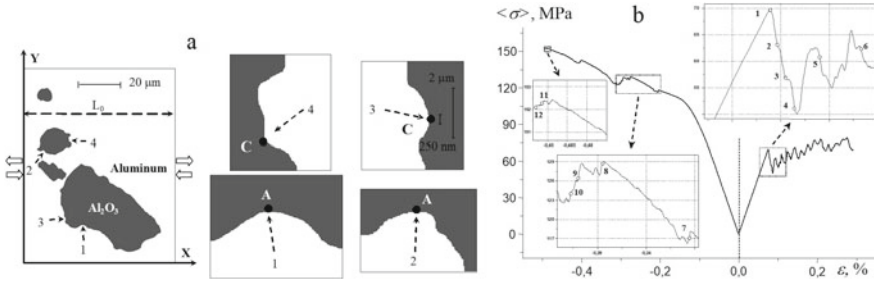 a
Y
20 μm
L₀
4
2
Aluminum
Al₂O₃
3
1
X
4
C
2 μm
3
C
250 nm
A
1
A
2
<σ>, MPa
b
150
120
90
60
30
0
-0,4
-0,2
0,0
0,2
ε, %
11
12
9
8
10
7
1
2
3
4
5
6